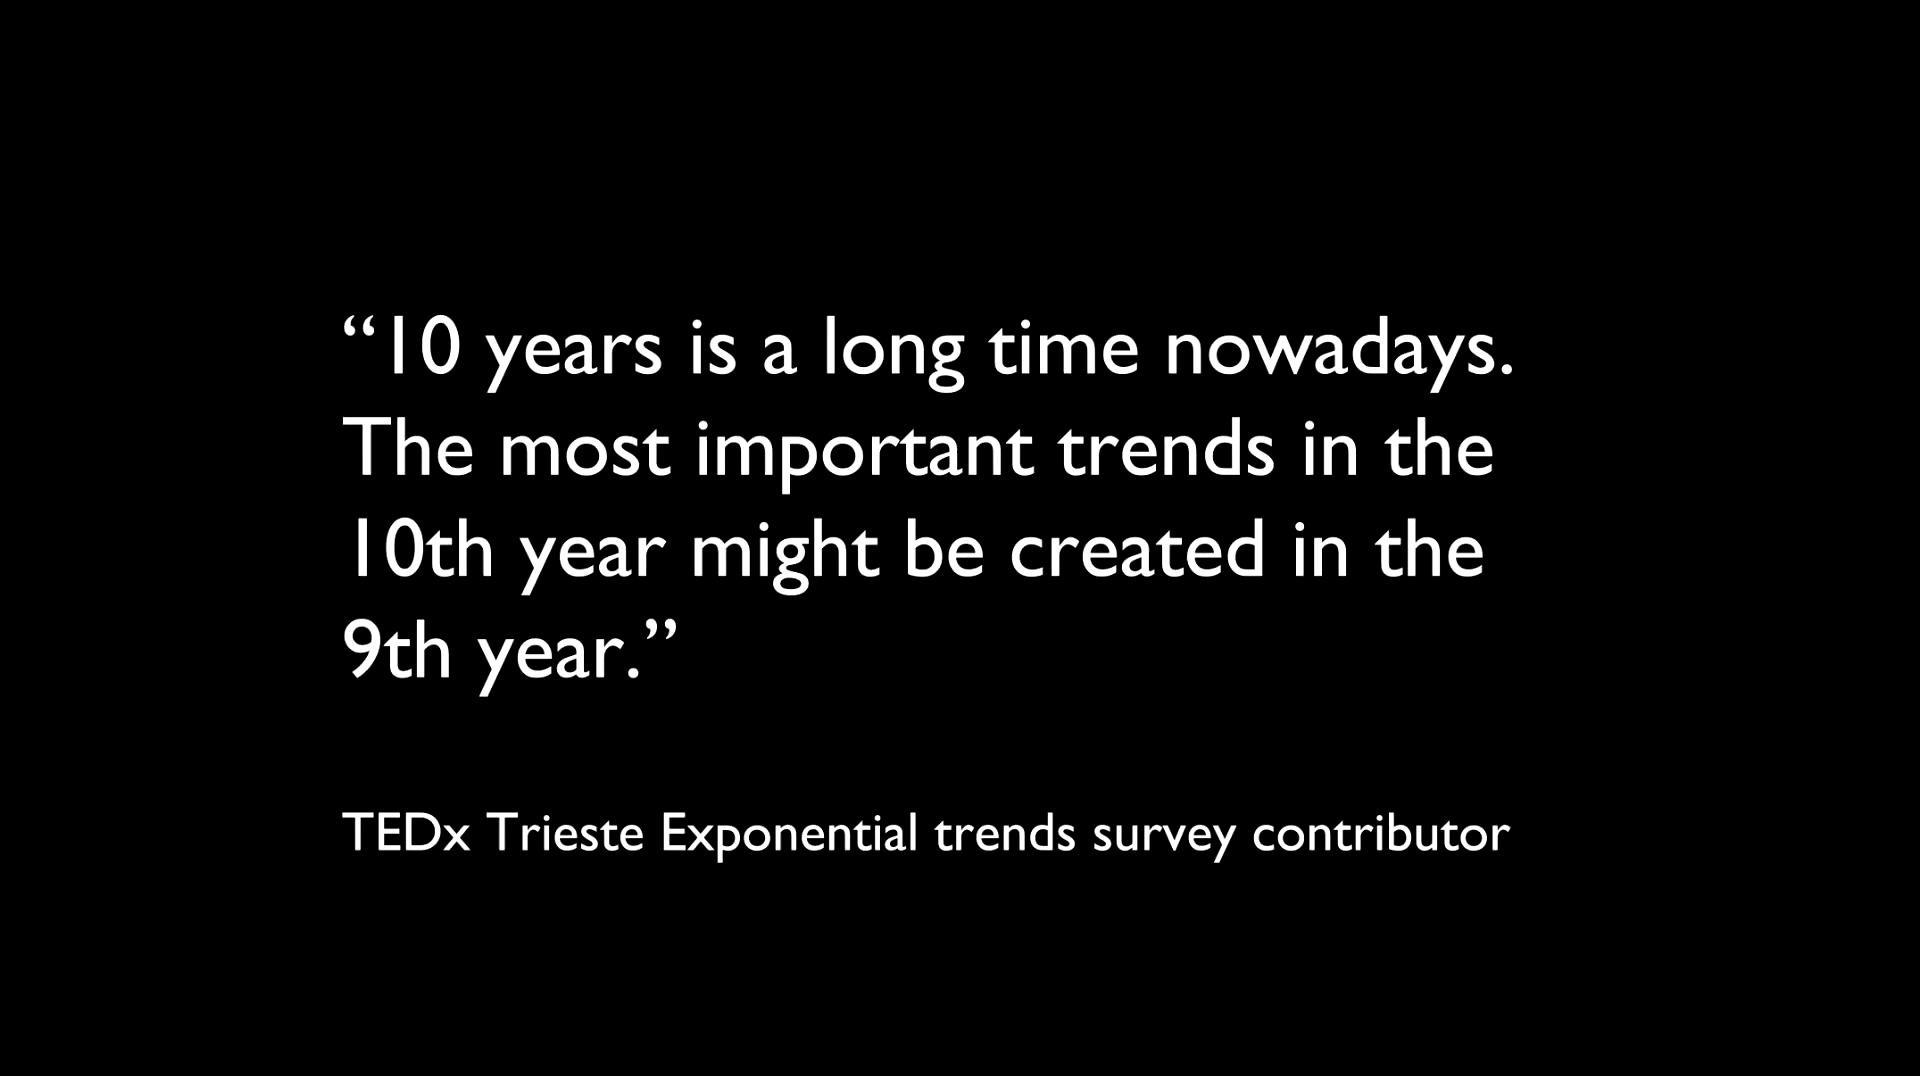 “10 years is a long time nowadays.
The most important trends in the
10th year might be created in the
9th year.”
TEDx Trieste Exponential trends survey contributor